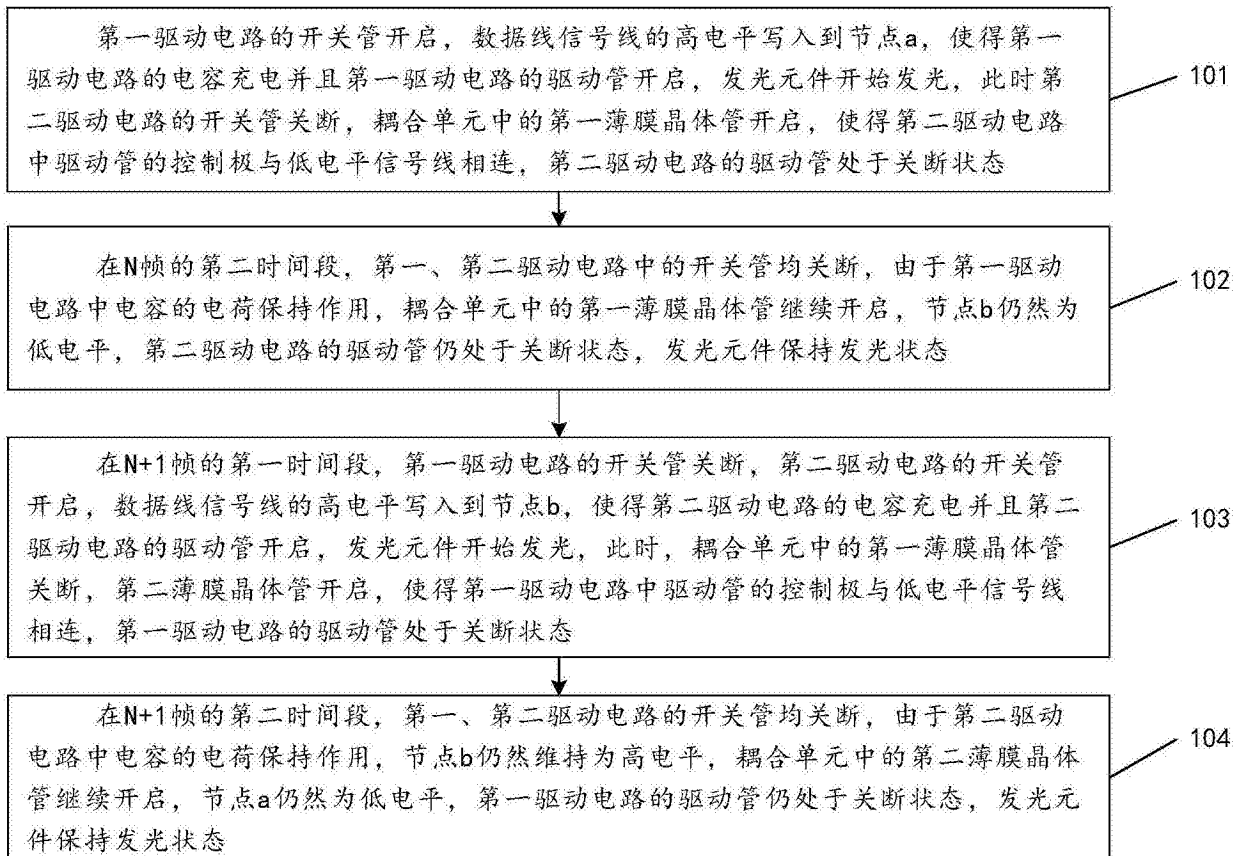 第一驱动电路的开关管开启，数据线信号线的高电平写入到节点a，使得第一
驱动电路的电容充电并且第一驱动电路的驱动管开启，发光元件开始发光，此时第
二驱动电路的开关管关断，耦合单元中的第一薄膜晶体管开启，使得第二驱动电路
中驱动管的控制极与低电平信号线相连，第二驱动电路的驱动管处于关断状态
101
在N帧的第二时间段，第一、第二驱动电路中的开关管均关断，由于第一驱动
电路中电容的电荷保持作用，耦合单元中的第一薄膜晶体管继续开启，节点b仍然为
低电平，第二驱动电路的驱动管仍处于关断状态，发光元件保持发光状态
102
在N+1帧的第一时间段，第一驱动电路的开关管关断，第二驱动电路的开关管
开启，数据线信号线的高电平写入到节点b，使得第二驱动电路的电容充电并且第二
驱动电路的驱动管开启，发光元件开始发光，此时，耦合单元中的第一薄膜晶体管
关断，第二薄膜晶体管开启，使得第一驱动电路中驱动管的控制极与低电平信号线
相连，第一驱动电路的驱动管处于关断状态
103
在N+1帧的第二时间段，第一、第二驱动电路的开关管均关断，由于第二驱动
电路中电容的电荷保持作用，节点b仍然维持为高电平，耦合单元中的第二薄膜晶体
管继续开启，节点a仍然为低电平，第一驱动电路的驱动管仍处于关断状态，发光元
件保持发光状态
104